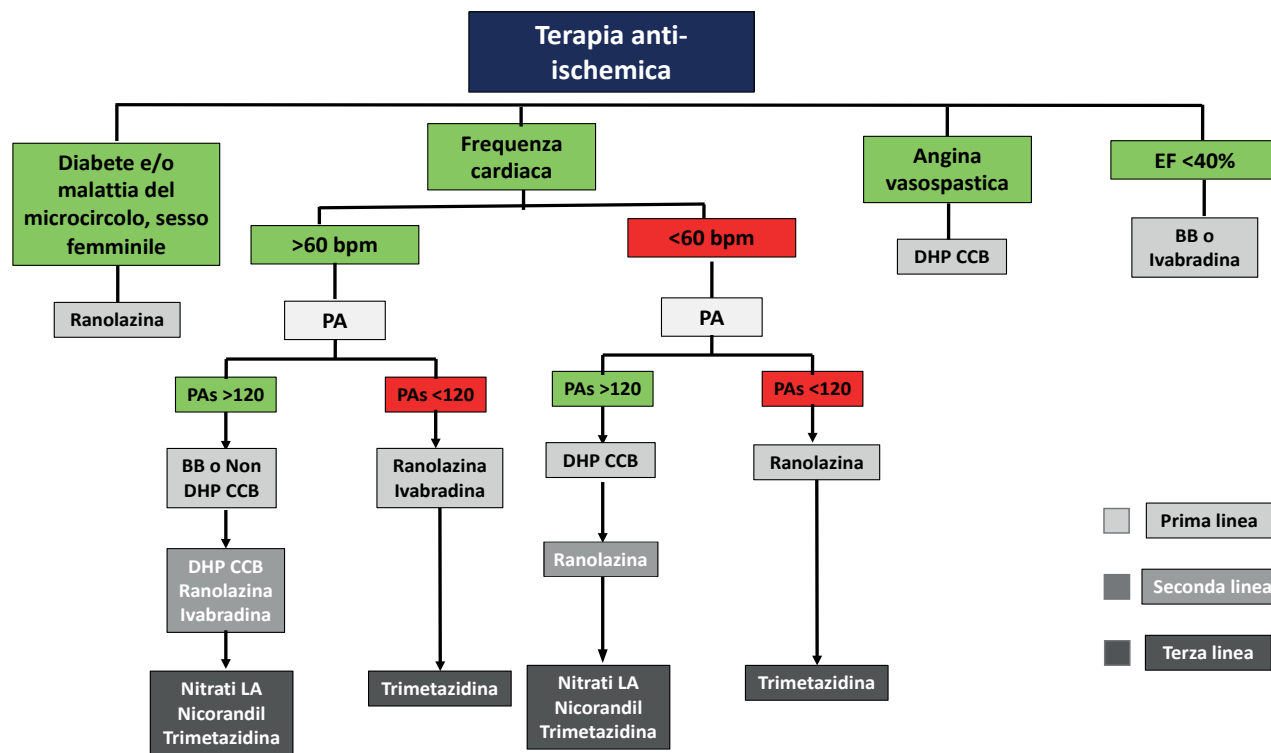 Terapia anti-
ischemica
Diabete e/o
malattia del
microcircolo, sesso
femminile
Frequenza
cardiaca
Angina
vasospastica
EF <40%
Ranolazina
>60 bpm
<60 bpm
DHP CCB
BB o
Ivabradina
PA
PA
PAs >120
PAs <120
PAs >120
PAs <120
BB o Non
DHP CCB
Ranolazina
Ivabradina
DHP CCB
Ranolazina
DHP CCB
Ranolazina
Ivabradina
Ranolazina
Nitrati LA
Nicorandil
Trimetazidina
Trimetazidina
Nitrati LA
Nicorandil
Trimetazidina
Trimetazidina
Prima linea
Seconda linea
Terza linea